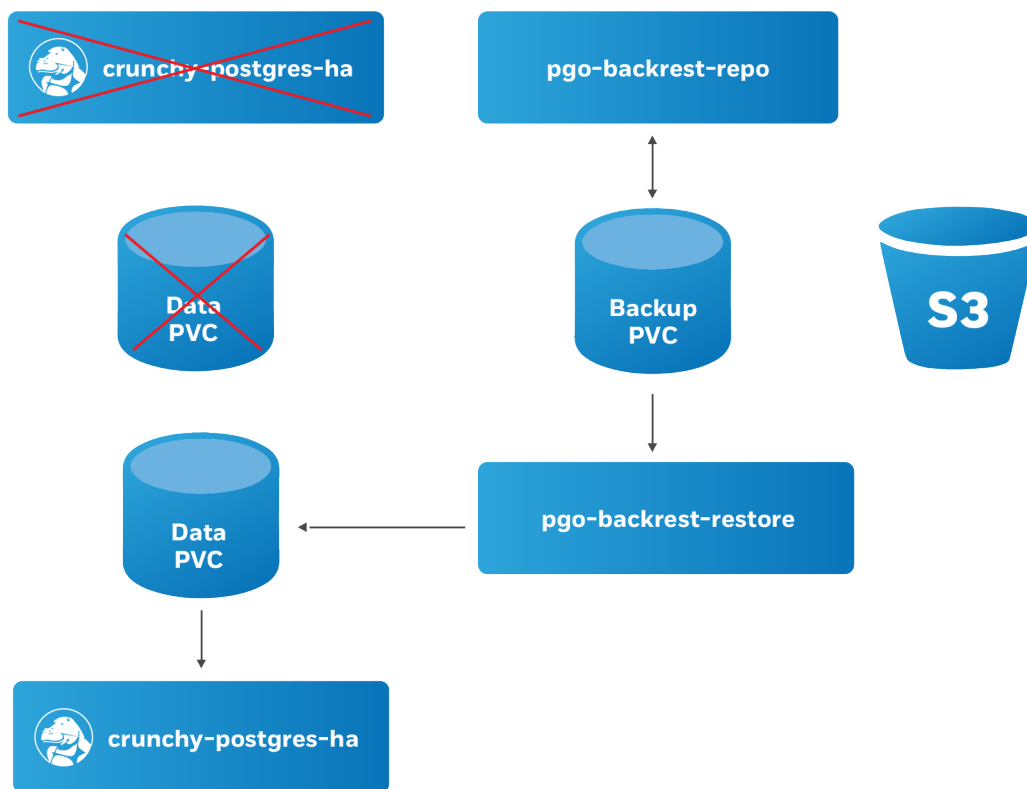 crunchy-postgres-ha
pgo-backrest-repo
Data
PVC
Backup
PVC
S3
Data
PVC
pgo-backrest-restore
crunchy-postgres-ha